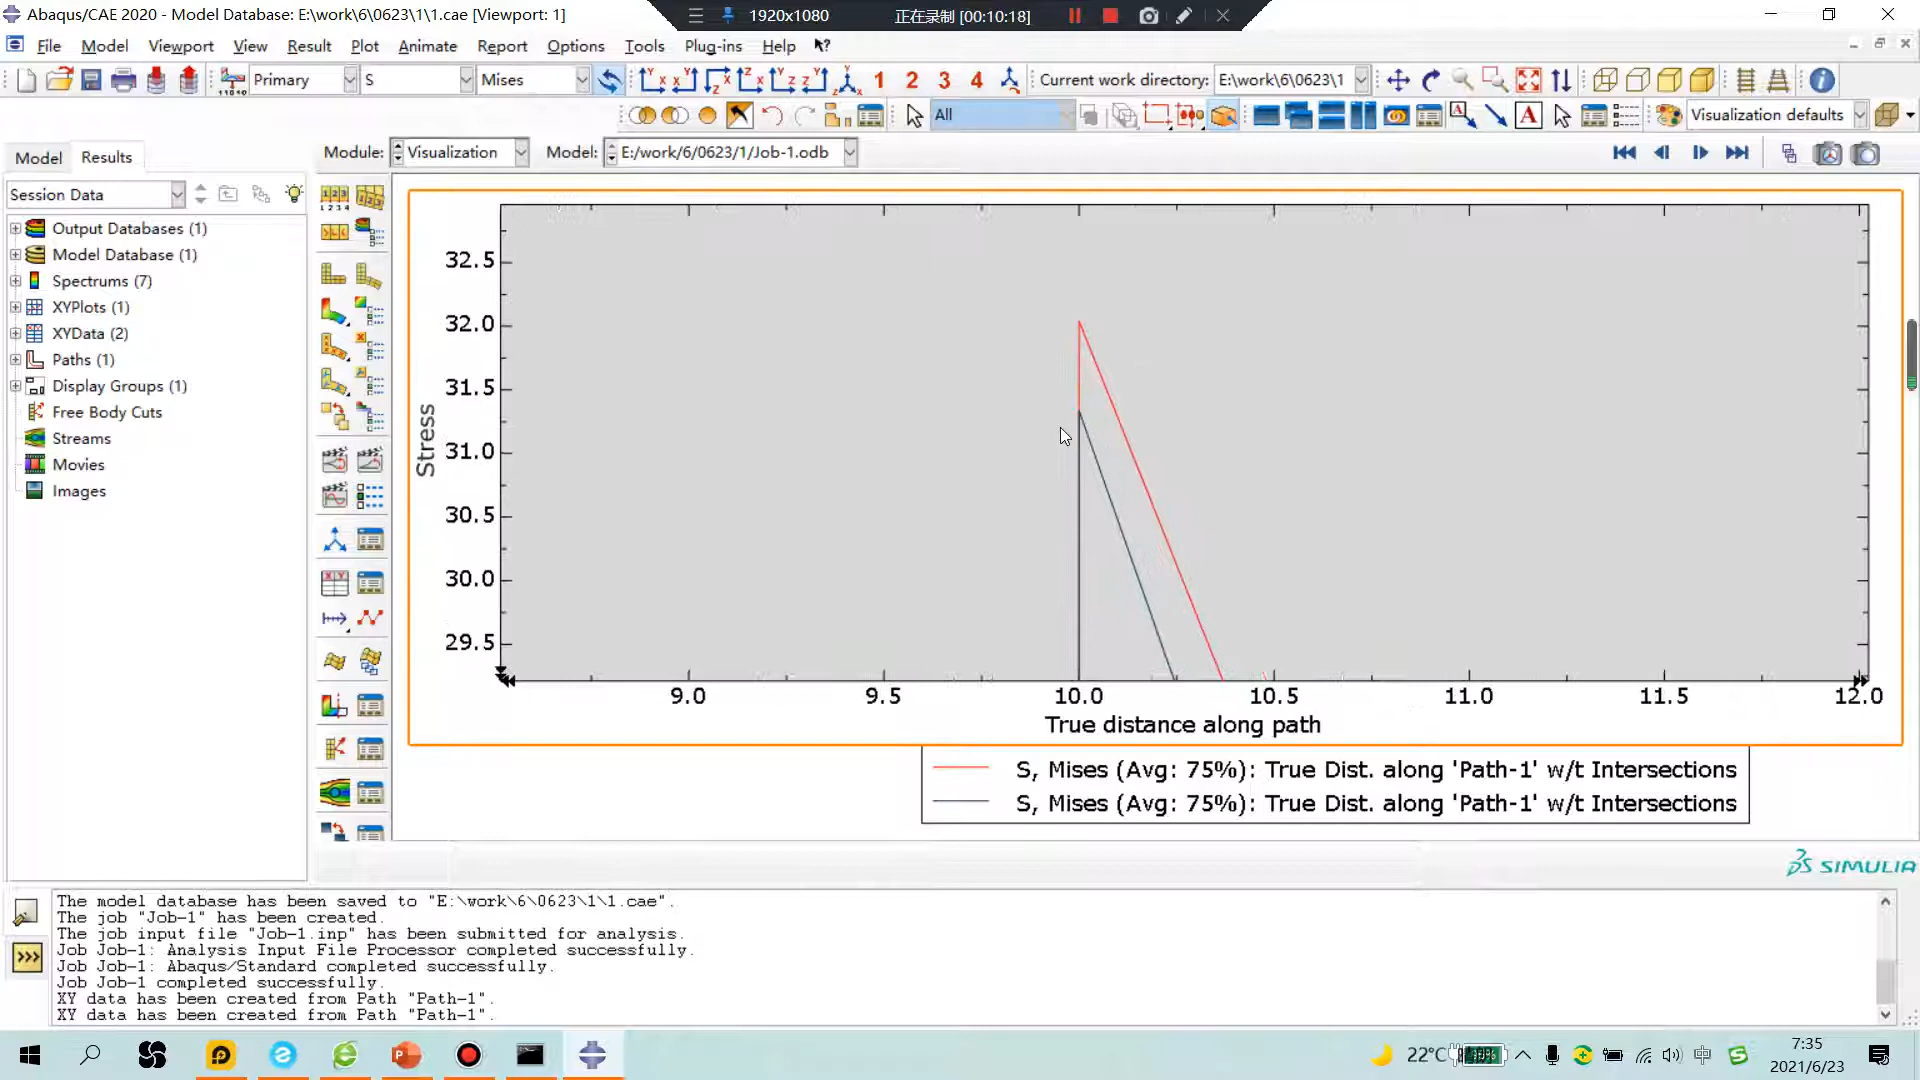 Abaqus/CAE 2020 - Model Database: E:\work\6\0623\1\1.cae [Viewport: 1]
1920x1080 正在录制 [00:10:18]
File Model Viewport View Result Plot Animate Report Options Tools Plug-ins Help
Primary S Mises 1 2 3 4 Current work directory: E:\work\6\0623\1
All Visualization defaults
Model Results Module: Visualization Model: E:/work/6/0623/1/Job-1.odb
Session Data
Output Databases (1)
Model Database (1)
Spectrums (7)
XYPlots (1)
XYData (2)
Paths (1)
Display Groups (1)
Free Body Cuts
Streams
Movies
Images
Stress
32.5
32.0
31.5
31.0
30.5
30.0
29.5
9.0 9.5 10.0 10.5 11.0 11.5 12.0
True distance along path
S, Mises (Avg: 75%): True Dist. along 'Path-1' w/t Intersections
S, Mises (Avg: 75%): True Dist. along 'Path-1' w/t Intersections
SIMULIA
The model database has been saved to "E:\work\6\0623\1\1.cae".
The job "Job-1" has been created.
The job input file "Job-1.inp" has been submitted for analysis.
Job Job-1: Analysis Input File Processor completed successfully.
Job Job-1: Abaqus/Standard completed successfully.
Job Job-1 completed successfully.
XY data has been created from Path "Path-1".
XY data has been created from Path "Path-1".
22°C 中 7:35
2021/6/23